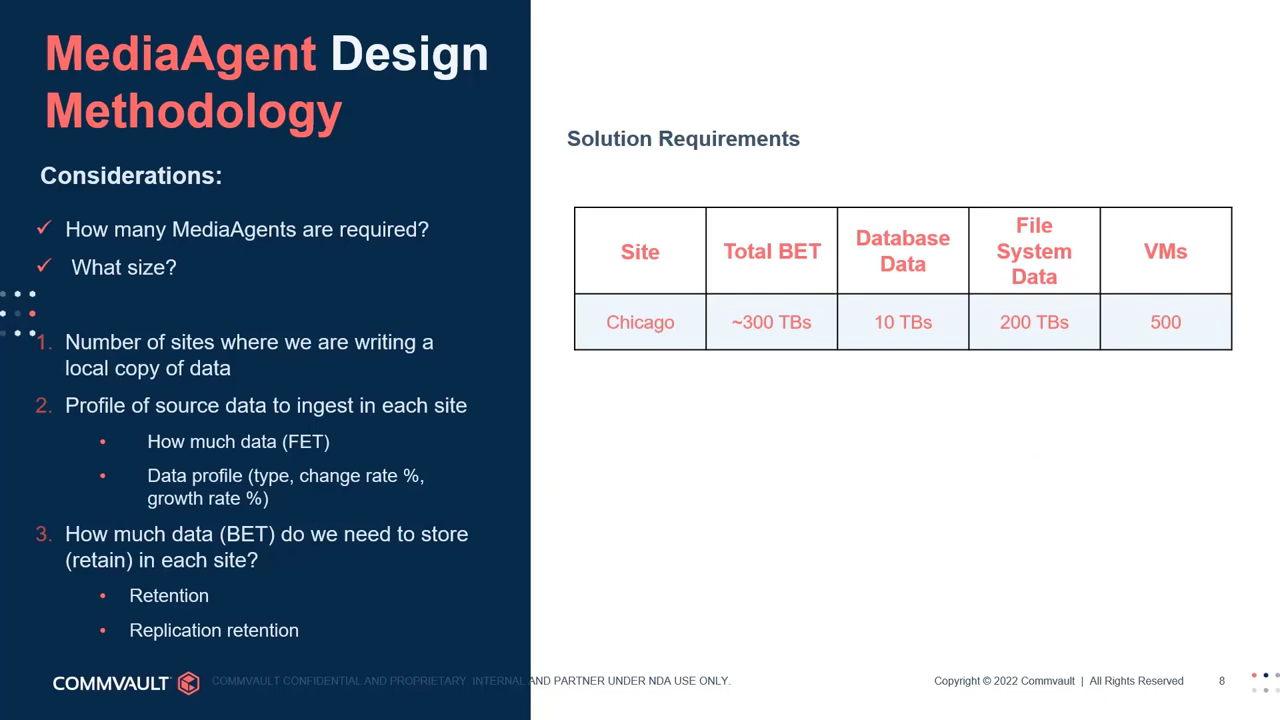 MediaAgent Design
Methodology
Considerations:
✓ How many MediaAgents are required?
✓ What size?
1. Number of sites where we are writing a
local copy of data
2. Profile of source data to ingest in each site
• How much data (FET)
• Data profile (type, change rate %,
growth rate %)
3. How much data (BET) do we need to store
(retain) in each site?
• Retention
• Replication retention
Solution Requirements
Site
Total BET
Database
Data
File
System
Data
VMs
Chicago
~300 TBs
10 TBs
200 TBs
500
COMMVAULT
COMMVAULT CONFIDENTIAL AND PROPRIETARY. INTERNAL AND PARTNER UNDER NDA USE ONLY.
Copyright © 2022 Commvault | All Rights Reserved
8